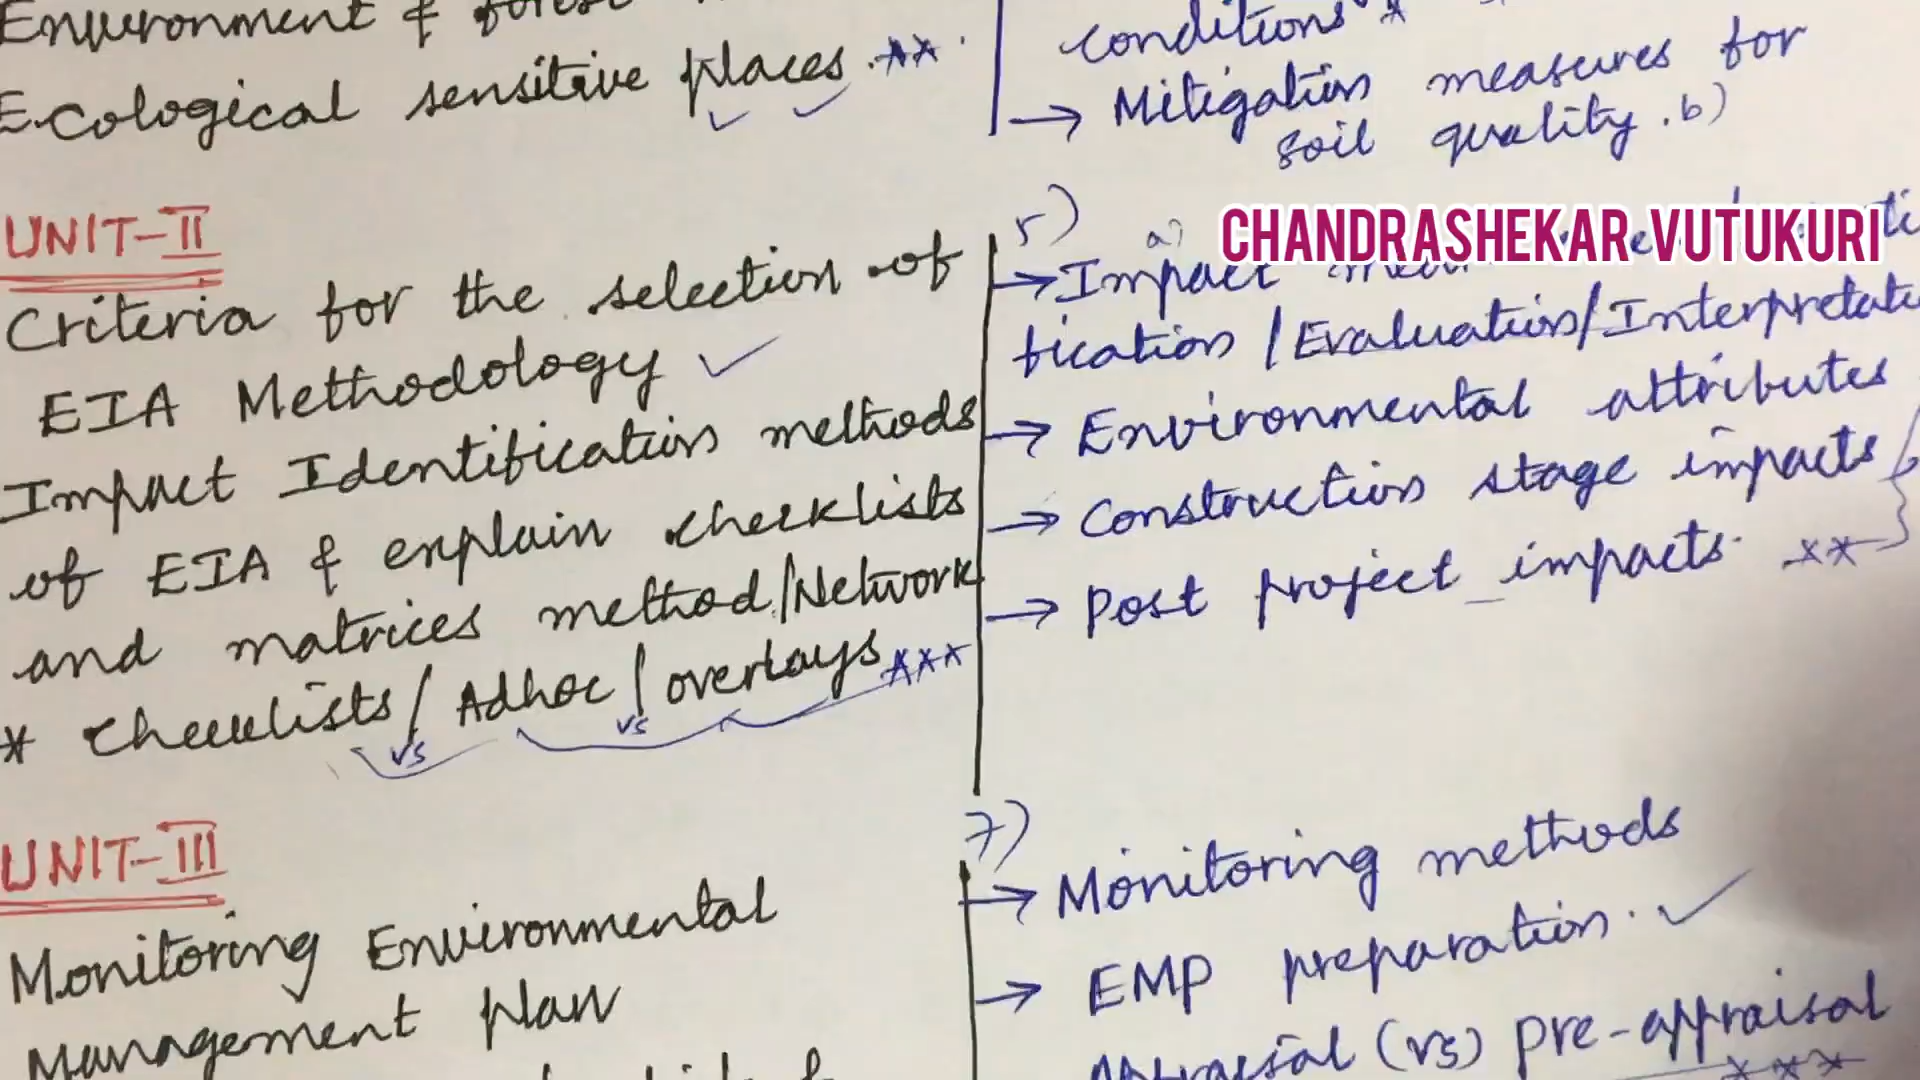 Environment & forest
Ecological sensitive places **
UNIT-II
Criteria for the selection of
EIA Methodology ✓
Impact Identification methods
of EIA & explain checklists
and matrices method/Network
* Checklists/Adhoc/overlays ***
vs vs
UNIT-III
Monitoring Environmental
Management plan
conditions *
→ Mitigation measures for
soil quality. b)
CHANDRASHEKAR VUTUKURI
5)
a)
→ Impact
fication/Evaluation/Interpretati
→ Environmental attributes
→ Construction stage impacts
→ Post project impacts **
7)
→ Monitoring methods
→ EMP preparation. ✓
(vs) pre-appraisal
***